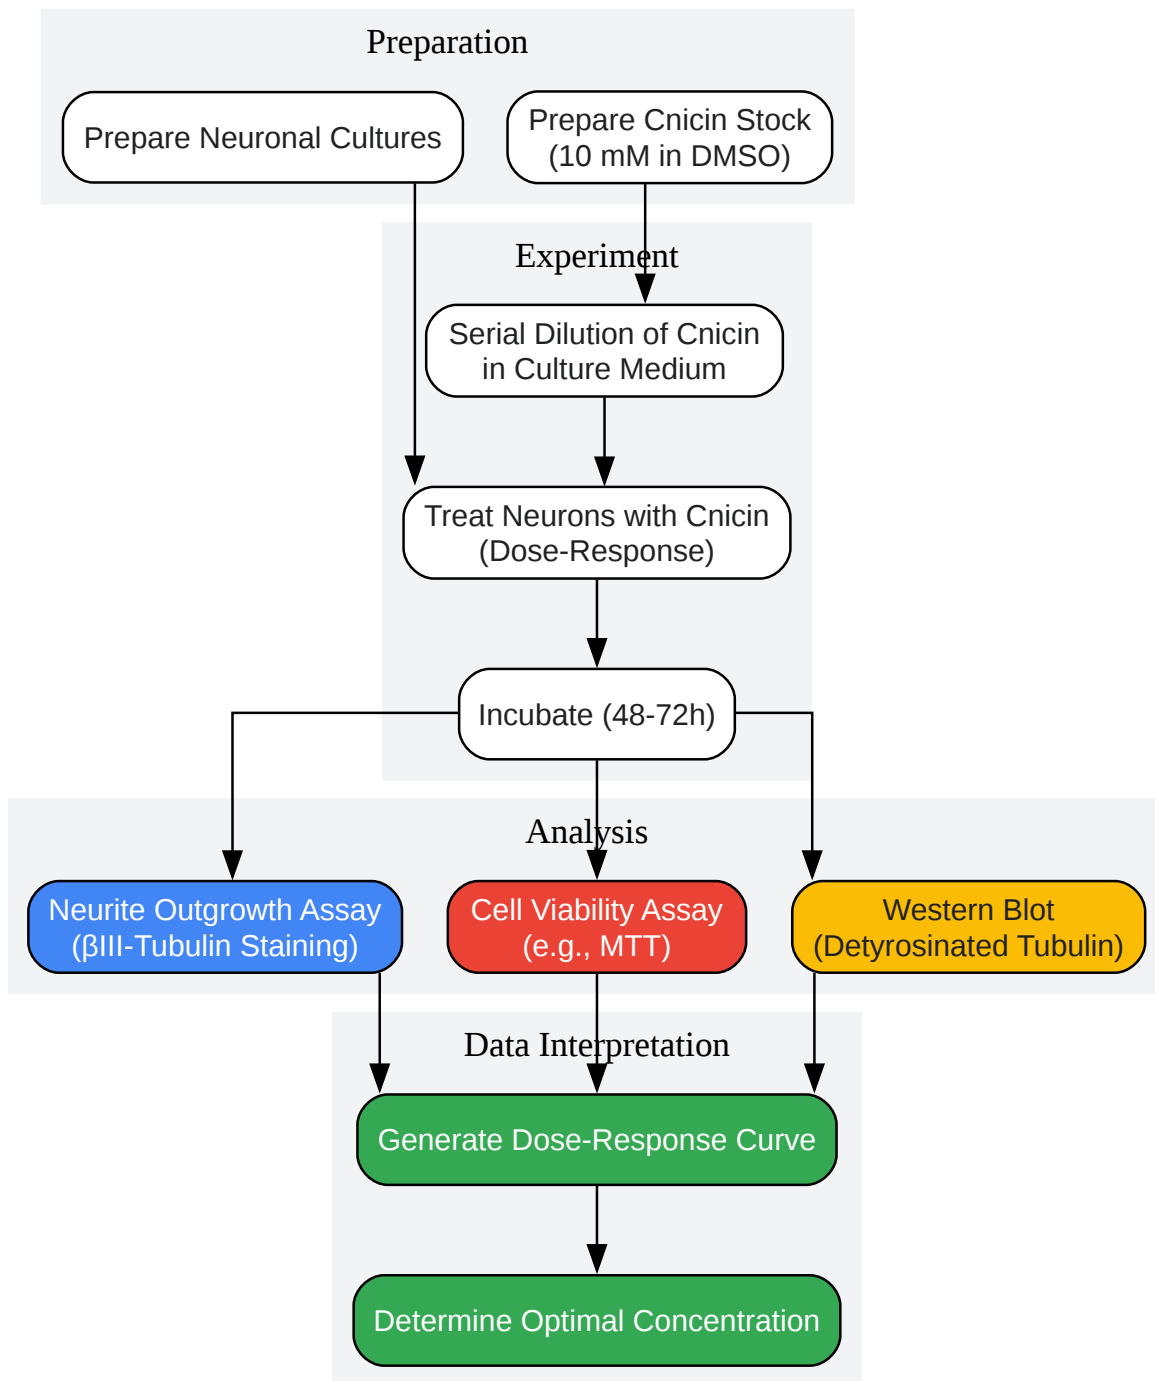 Preparation
Prepare Neuronal Cultures
Prepare Cnicin Stock
(10 mM in DMSO)
Experiment
Serial Dilution of Cnicin
in Culture Medium
Treat Neurons with Cnicin
(Dose-Response)
Incubate (48-72h)
Analysis
Neurite Outgrowth Assay
(βIII-Tubulin Staining)
Cell Viability Assay
(e.g., MTT)
Western Blot
(Detyrosinated Tubulin)
Data Interpretation
Generate Dose-Response Curve
Determine Optimal Concentration